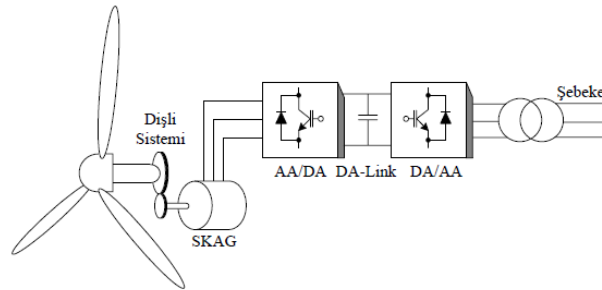 Dişli
Sistemi
SKAG
AA/DA
DA-Link
DA/AA
Şebeke